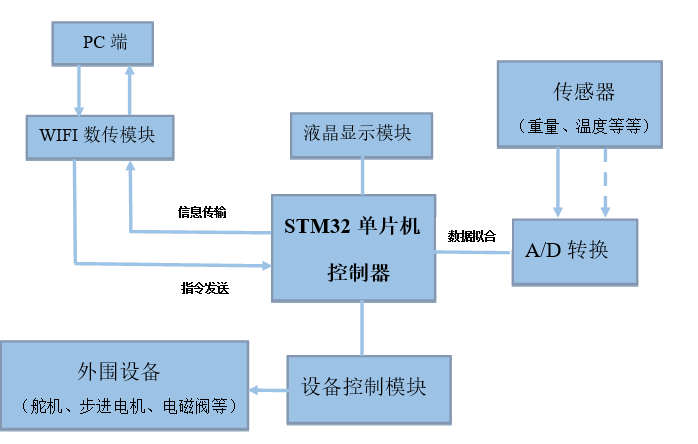 PC 端
传感器
（重量、温度等等）
WIFI 数传模块
液晶显示模块
信息传输
STM32 单片机
控制器
数据拟合
A/D 转换
指令发送
外围设备
（舵机、步进电机、电磁阀等）
设备控制模块